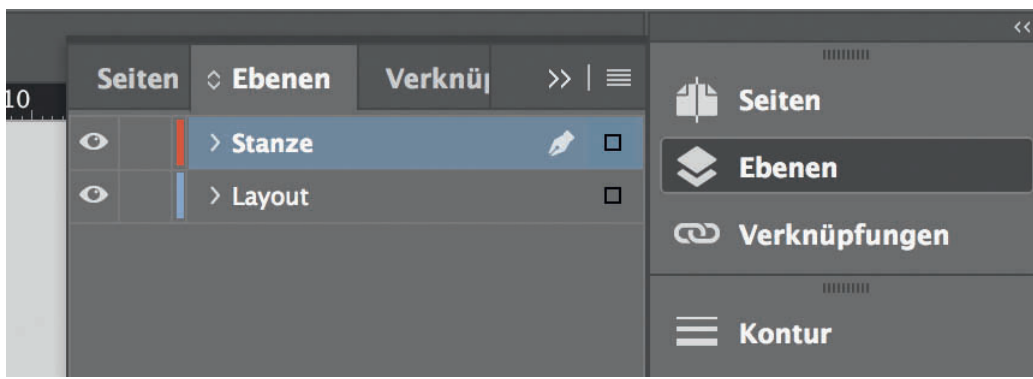 Seiten Ebenen Verknü
10
Stanze
Layout
Seiten
Ebenen
Verknüpfungen
Kontur